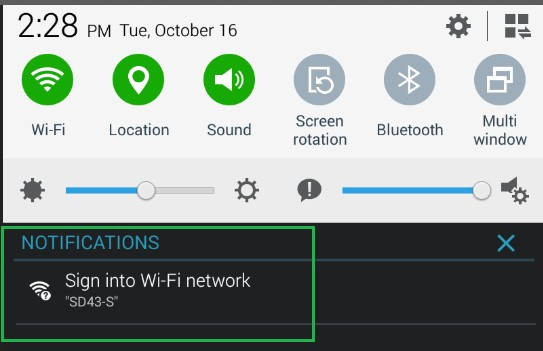 2:28 PM Tue, October 16
Wi-Fi Location Sound Screen rotation Bluetooth Multi window
NOTIFICATIONS
Sign into Wi-Fi network
"SD43-S"